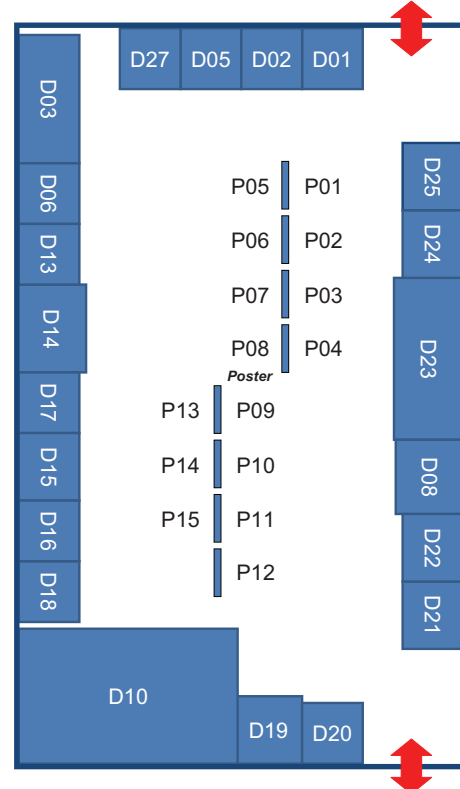 D27 D05 D02 D01
D03
D06
D13
D14
D17
D15
D16
D18
P05 P01
P06 P02
P07 P03
P08 P04
Poster
P13 P09
P14 P10
P15 P11
P12
D25
D24
D23
D08
D22
D21
D10
D19 D20